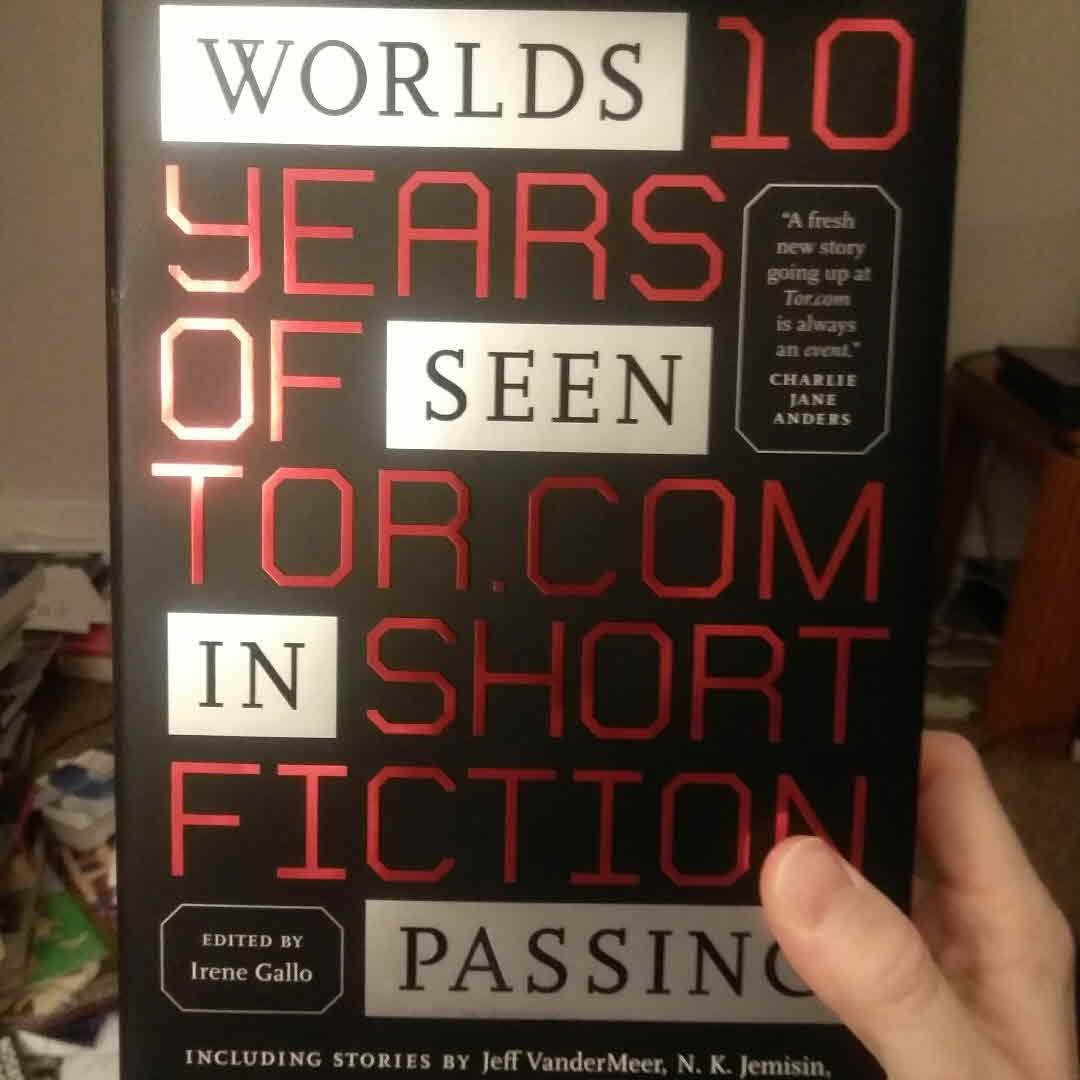 WORLDS 10
YEARS
OF SEEN
"A fresh
new story
going up at
Tor.com
is always
an event."
CHARLIE
JANE
ANDERS
TOR.COM
IN SHORT
FICTION
EDITED BY
Irene Gallo
PASSING
INCLUDING STORIES BY Jeff VanderMeer, N. K. Jemisin,